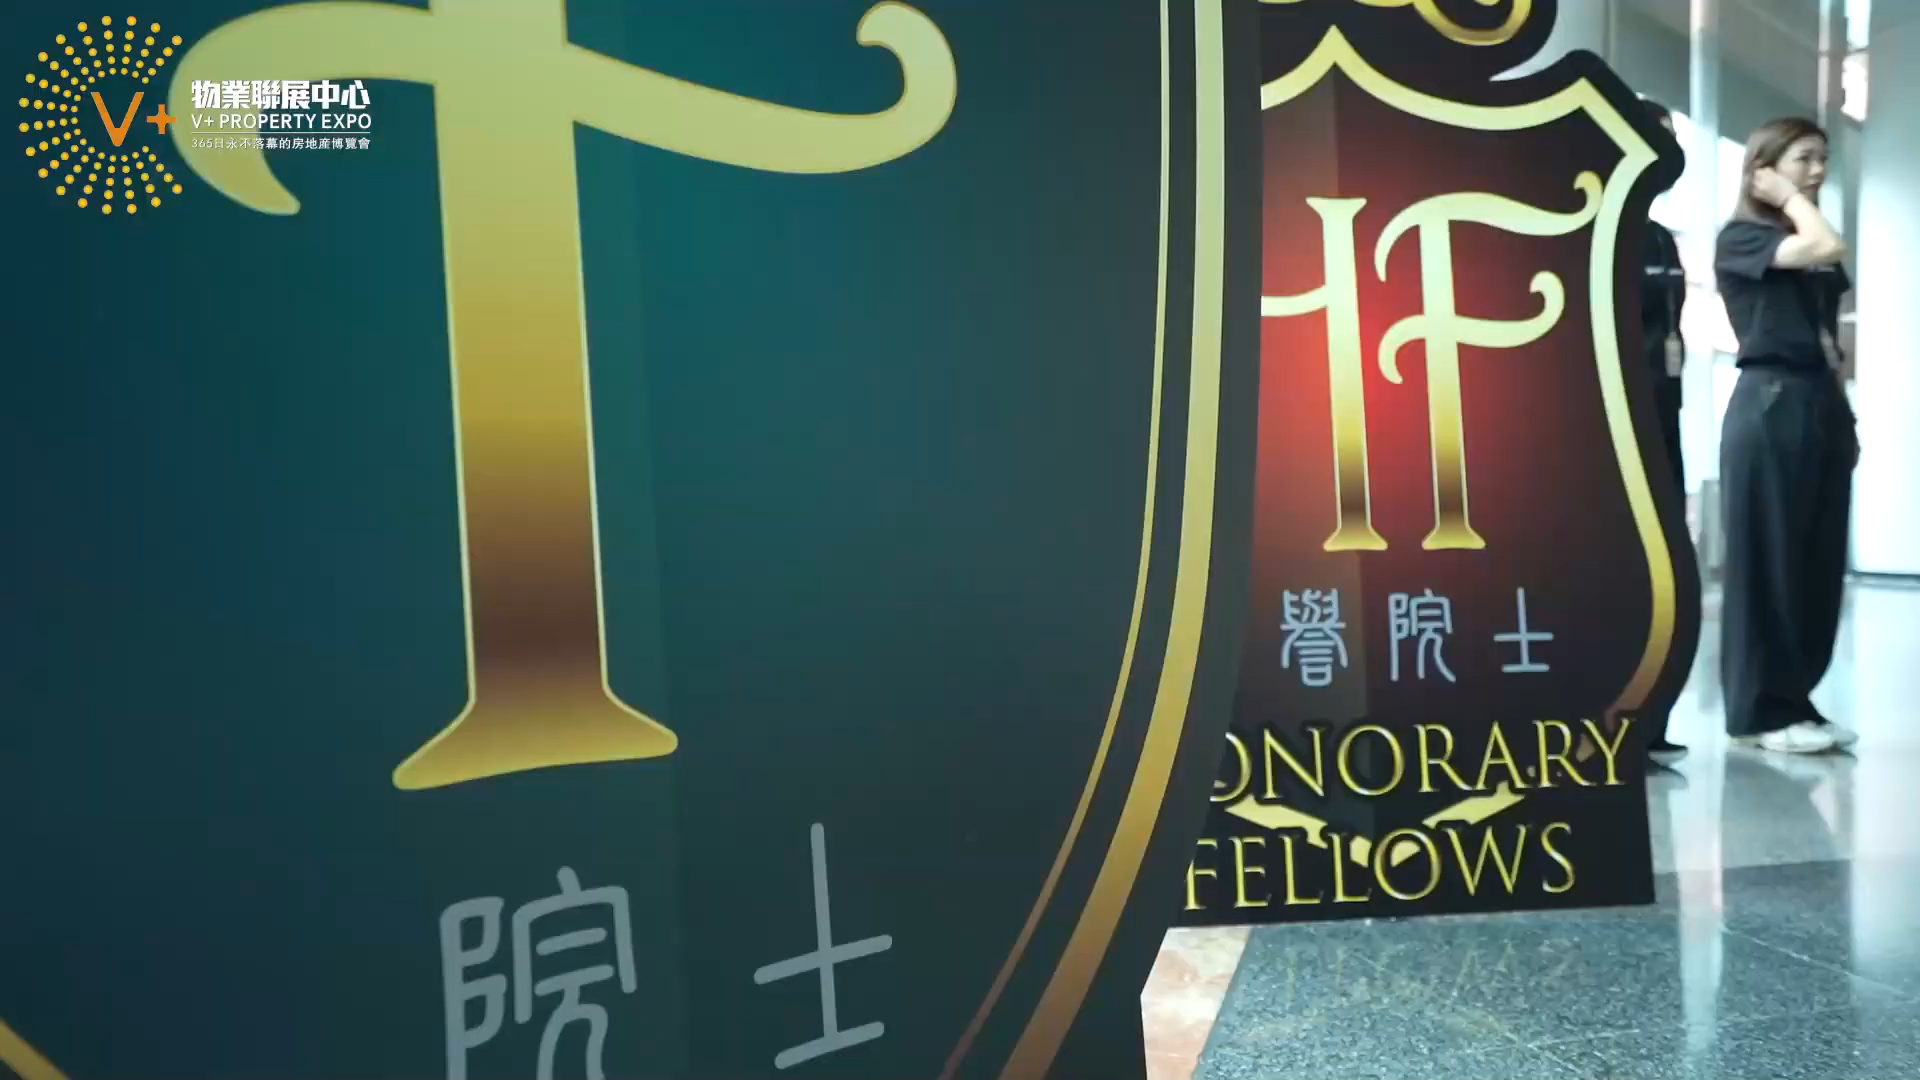 V+
物業聯展中心
V+ PROPERTY EXPO
365日永不落幕的房地産博覽會
院士
HF
譽院士
ONORARY
FELLOWS